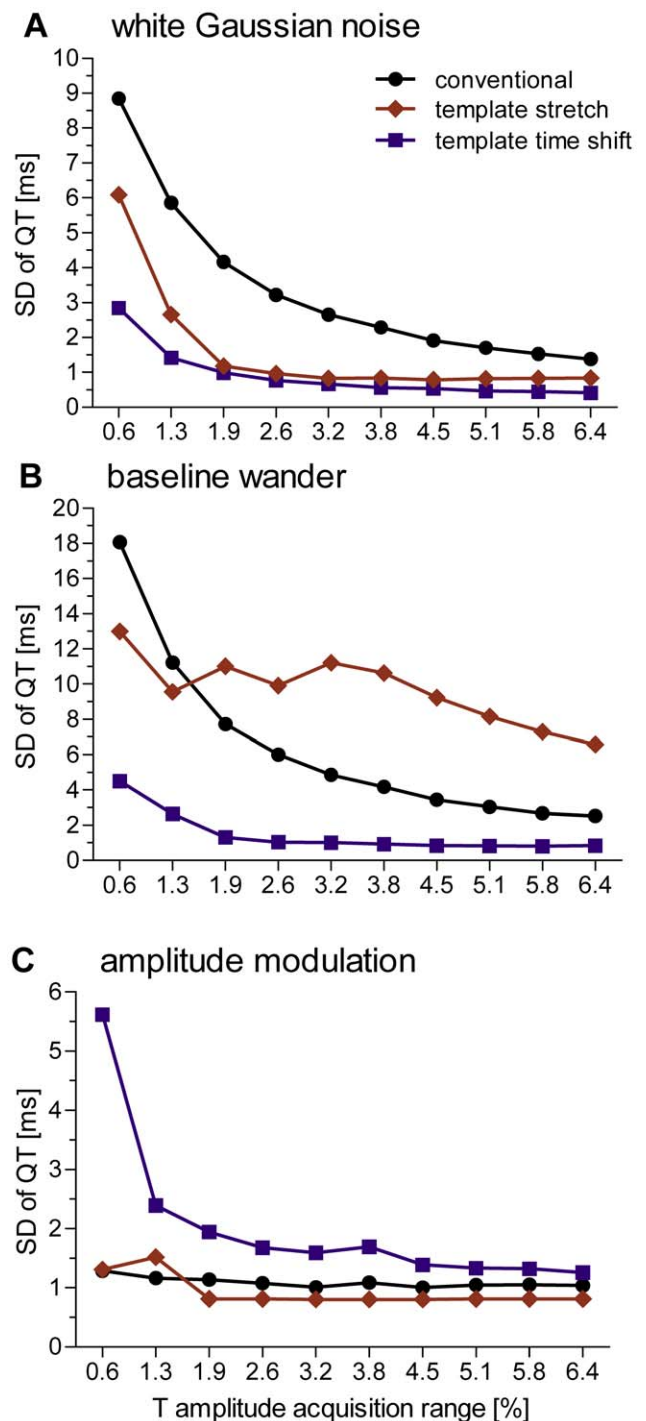 A white Gaussian noise
10
9
8
7
6
5
4
3
2
1
0
SD of QT [ms]
conventional
template stretch
template time shift
0.6 1.3 1.9 2.6 3.2 3.8 4.5 5.1 5.8 6.4
B baseline wander
20
18
16
14
12
10
8
6
4
2
0
SD of QT [ms]
0.6 1.3 1.9 2.6 3.2 3.8 4.5 5.1 5.8 6.4
C amplitude modulation
6
5
4
3
2
1
0
SD of QT [ms]
0.6 1.3 1.9 2.6 3.2 3.8 4.5 5.1 5.8 6.4
T amplitude acquisition range [%]